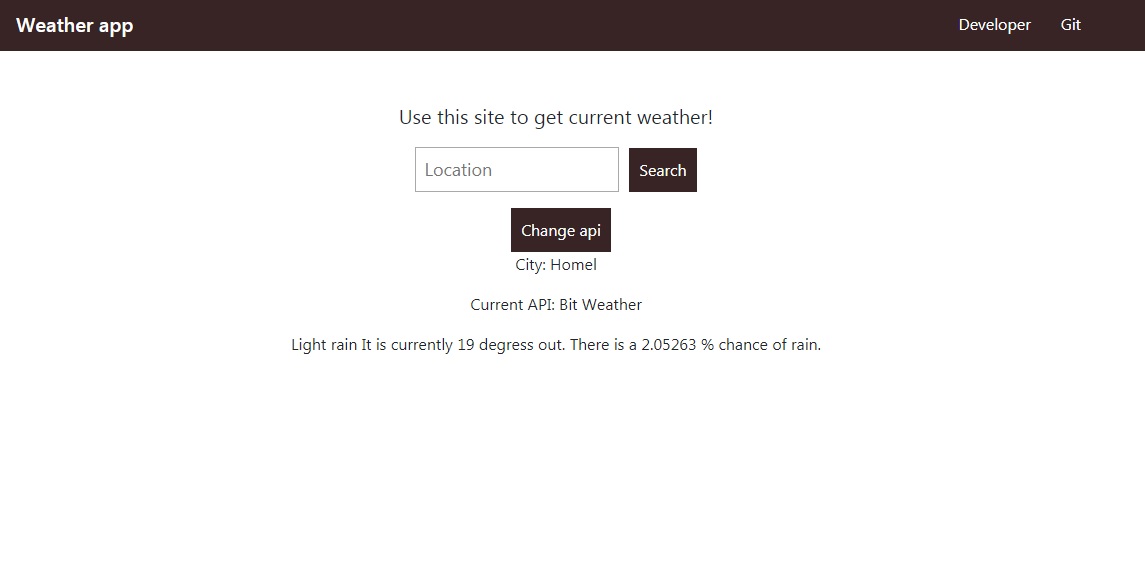 Weather app
Developer
Git
Use this site to get current weather!
Location
Search
Change api
City: Homel
Current API: Bit Weather
Light rain It is currently 19 degress out. There is a 2.05263 % chance of rain.